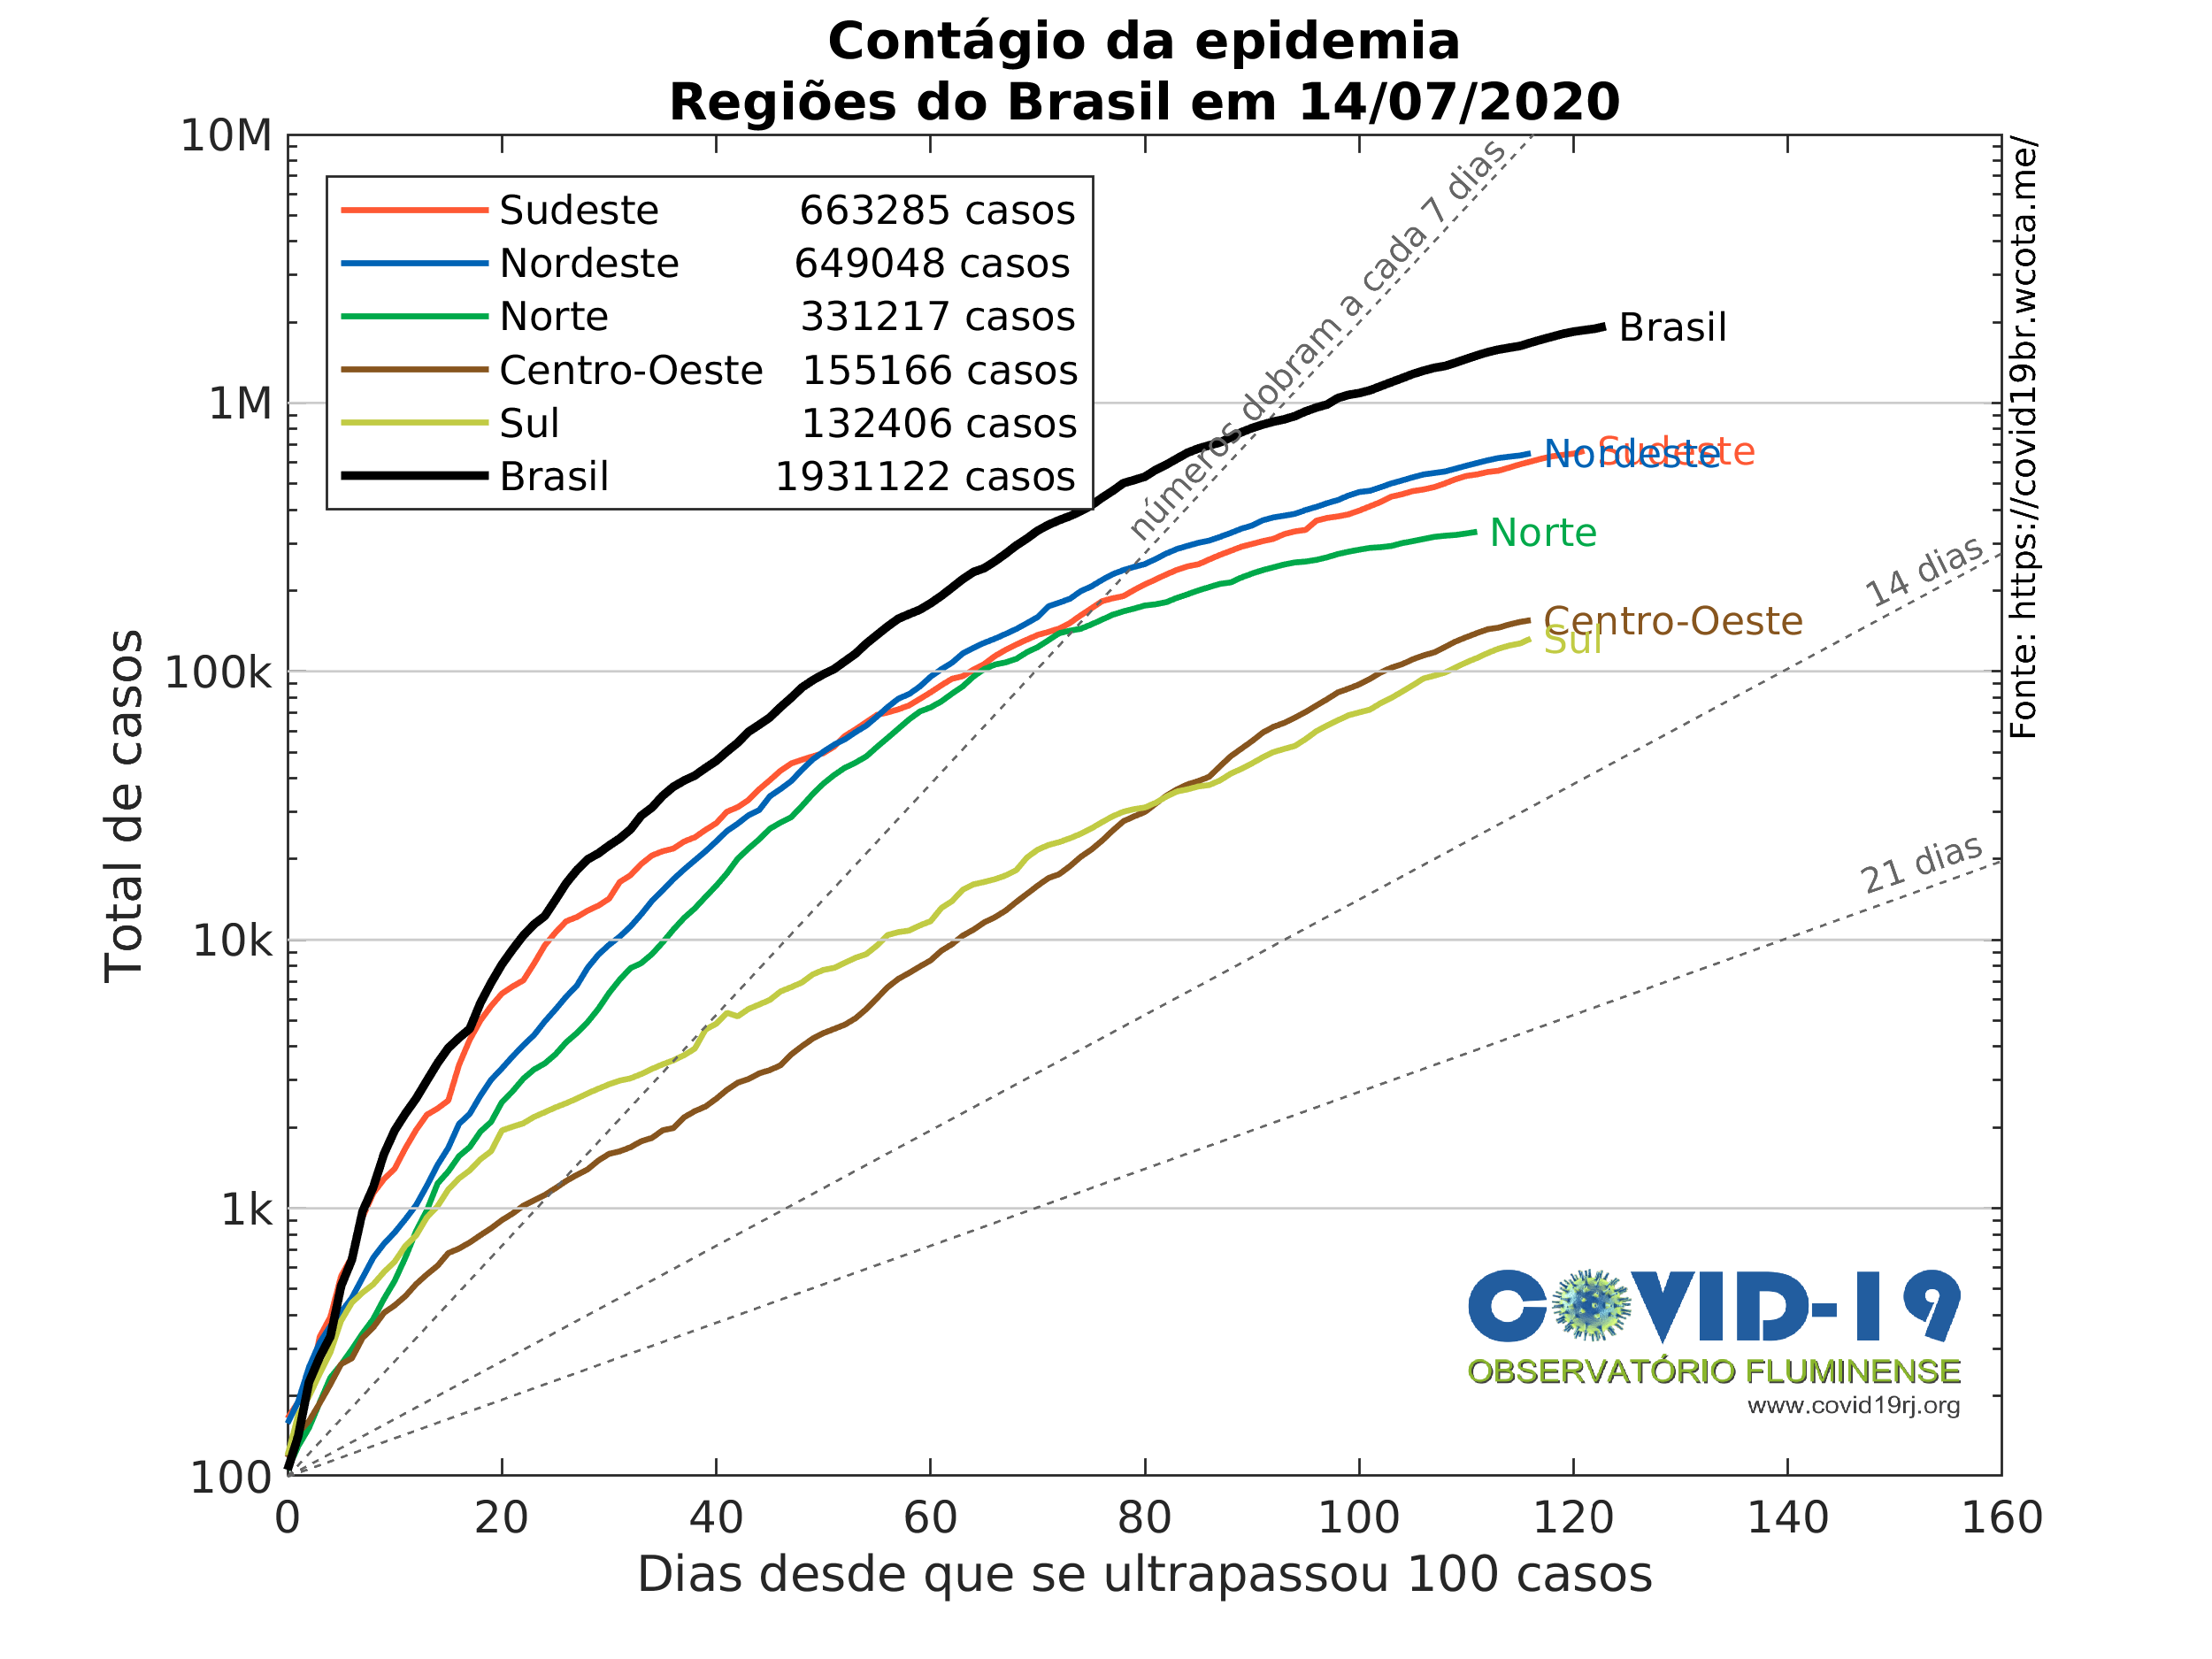 Contágio da epidemia
Regiões do Brasil em 14/07/2020
10M
1M
100k
10k
1k
100
Total de casos
Sudeste 663285 casos
Nordeste 649048 casos
Norte 331217 casos
Centro-Oeste 155166 casos
Sul 132406 casos
Brasil 1931122 casos
números dobram a cada 7 dias
14 dias
21 dias
Brasil
Sudeste
Nordeste
Norte
Centro-Oeste
Sul
Fonte: https://covid19br.wcota.me/
COVID-19
OBSERVATÓRIO FLUMINENSE
www.covid19rj.org
0 20 40 60 80 100 120 140 160
Dias desde que se ultrapassou 100 casos